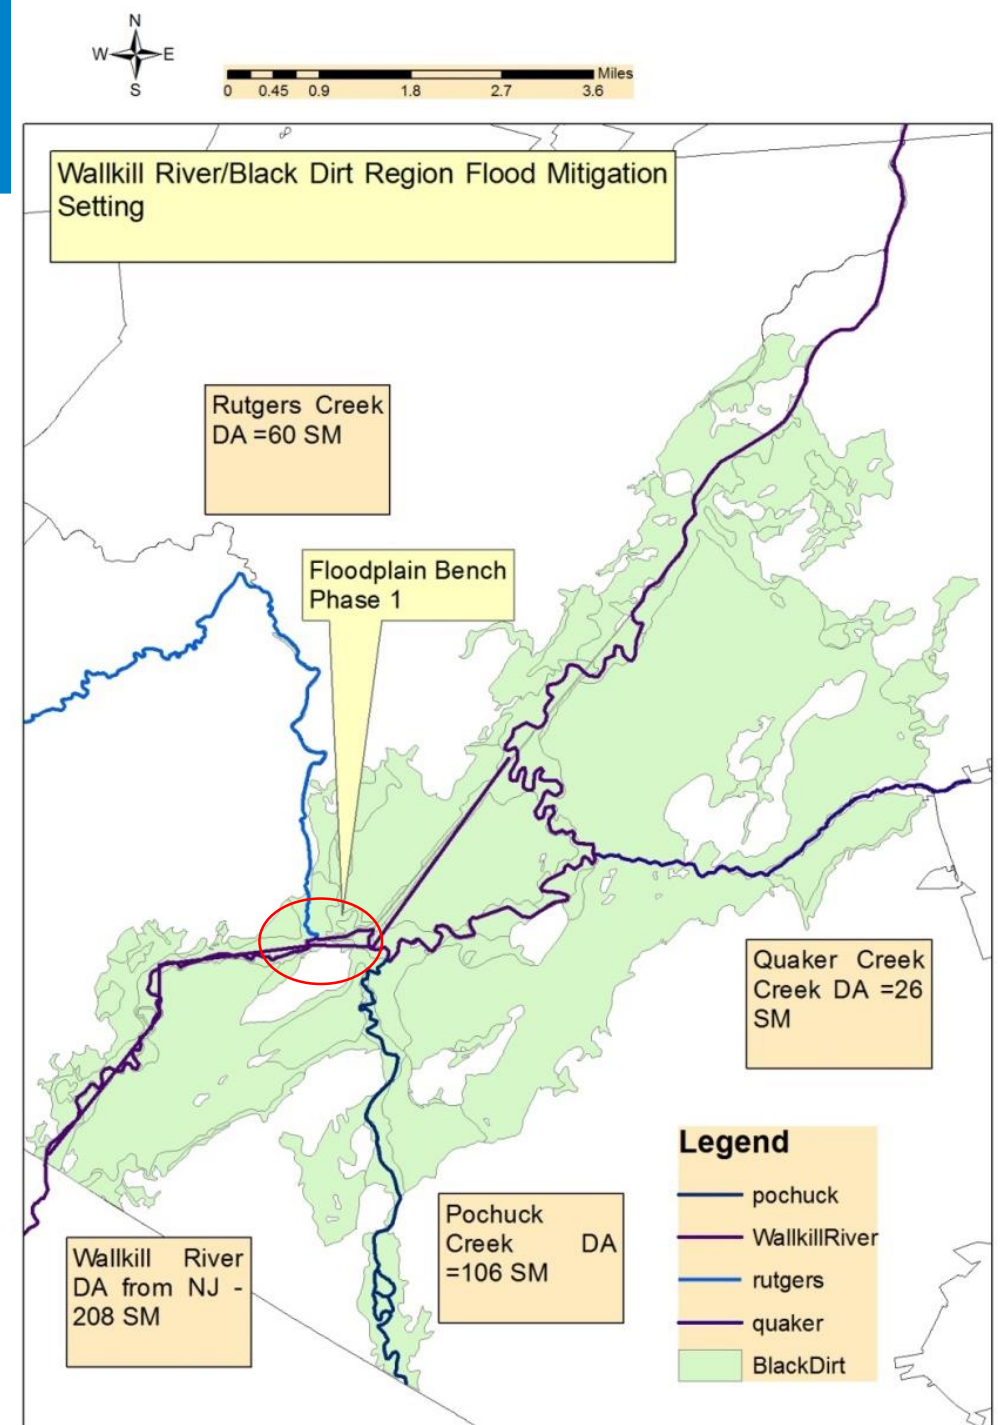 N
W E
S
Miles
0 0.45 0.9 1.8 2.7 3.6
Wallkill River/Black Dirt Region Flood Mitigation
Setting
Rutgers Creek
DA =60 SM
Floodplain Bench
Phase 1
Quaker Creek
Creek DA =26
SM
Pochuck
Creek DA
=106 SM
Wallkill River
DA from NJ -
208 SM
Legend
pochuck
WallkillRiver
rutgers
quaker
BlackDirt